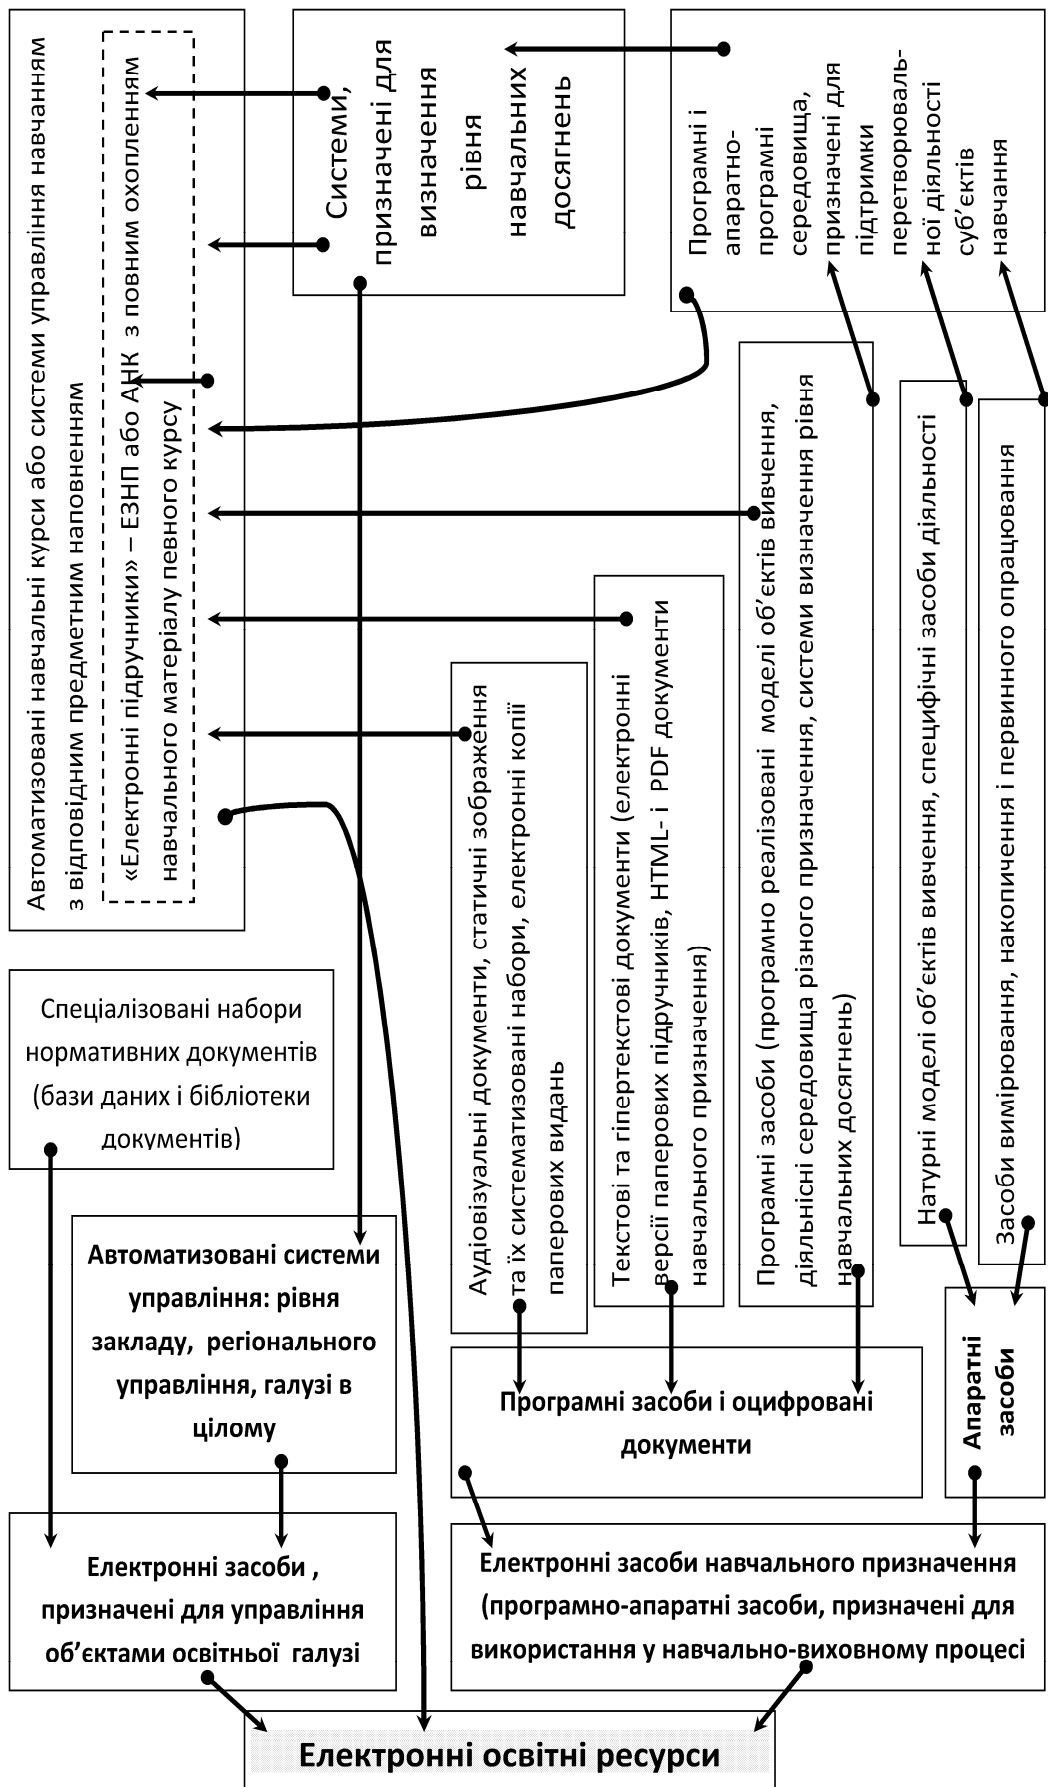 Автоматизовані навчальні курси або системи управління навчанням
з відповідним предметним наповненням
«Електронні підручники» – ЕЗНП або АНК з повним охопленням
навчального матеріалу певного курсу
Системи,
призначені для
визначення
рівня
навчальних
досягнень
Програмні і
апаратно-
програмні
середовища,
призначені для
підтримки
перетворюваль-
ної діяльності
суб’єктів
навчання
Спеціалізовані набори
нормативних документів
(бази даних і бібліотеки
документів)
Автоматизовані системи
управління: рівня
закладу, регіонального
управління, галузі в
цілому
Аудіовізуальні документи, статичні зображення
та їх систематизовані набори, електронні копії
паперових видань
Текстові та гіпертекстові документи (електронні
версії паперових підручників, HTML- і PDF документи
навчального призначення)
Програмні засоби (програмно реалізовані моделі об’єктів вивчення,
діяльнісні середовища різного призначення, системи визначення рівня
навчальних досягнень)
Натурні моделі об’єктів вивчення, специфічні засоби діяльності
Засоби вимірювання, накопичення і первинного опрацювання
Програмні засоби і оцифровані
документи
Апаратні
засоби
Електронні засоби ,
призначені для управління
об’єктами освітньої галузі
Електронні засоби навчального призначення
(програмно-апаратні засоби, призначені для
використання у навчально-виховному процесі
Електронні освітні ресурси